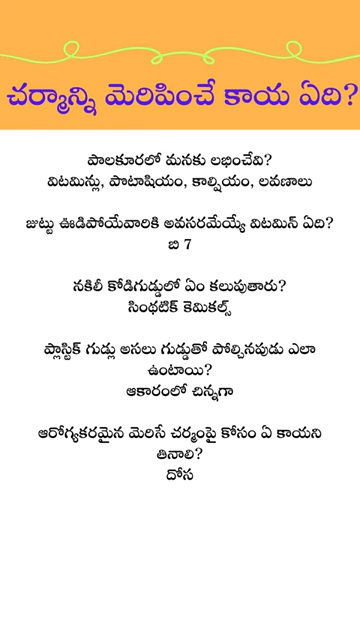 చర్మాన్ని మెరిపించే కాయ ఏది?
పాలకూరలో మనకు లభించేవి?
విటమిన్లు, పొటాషియం, కాల్షియం, లవణాలు
జుట్టు ఊడిపోయేవారికి అవసరమేయ్యే విటమిన్ ఏది?
బి 7
నకిలీ కోడిగుడ్డులో ఏం కలుపుతారు?
సింథటిక్ కెమికల్స్
ప్లాస్టిక్ గుడ్లు అసలు గుడ్డుతో పోల్చినపుడు ఎలా
ఉంటాయి?
ఆకారంలో చిన్నగా
ఆరోగ్యకరమైన మెరిసే చర్మంపై కోసం ఏ కాయని
తినాలి?
దోస